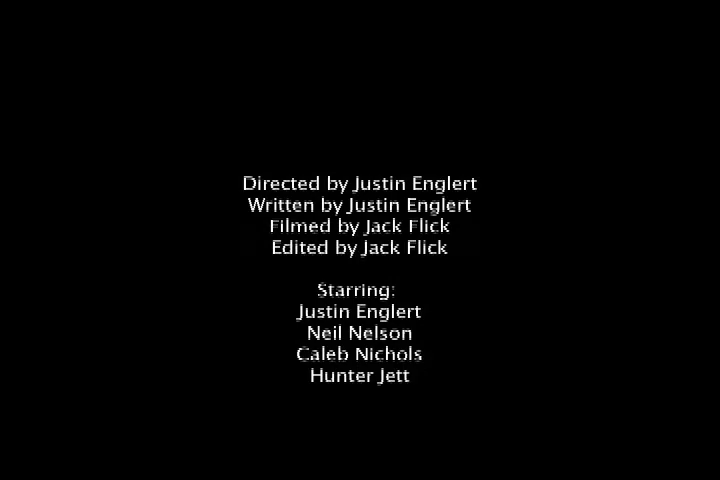 Directed by Justin Englert
Written by Justin Englert
Filmed by Jack Flick
Edited by Jack Flick
Starring:
Justin Englert
Neil Nelson
Caleb Nichols
Hunter Jett